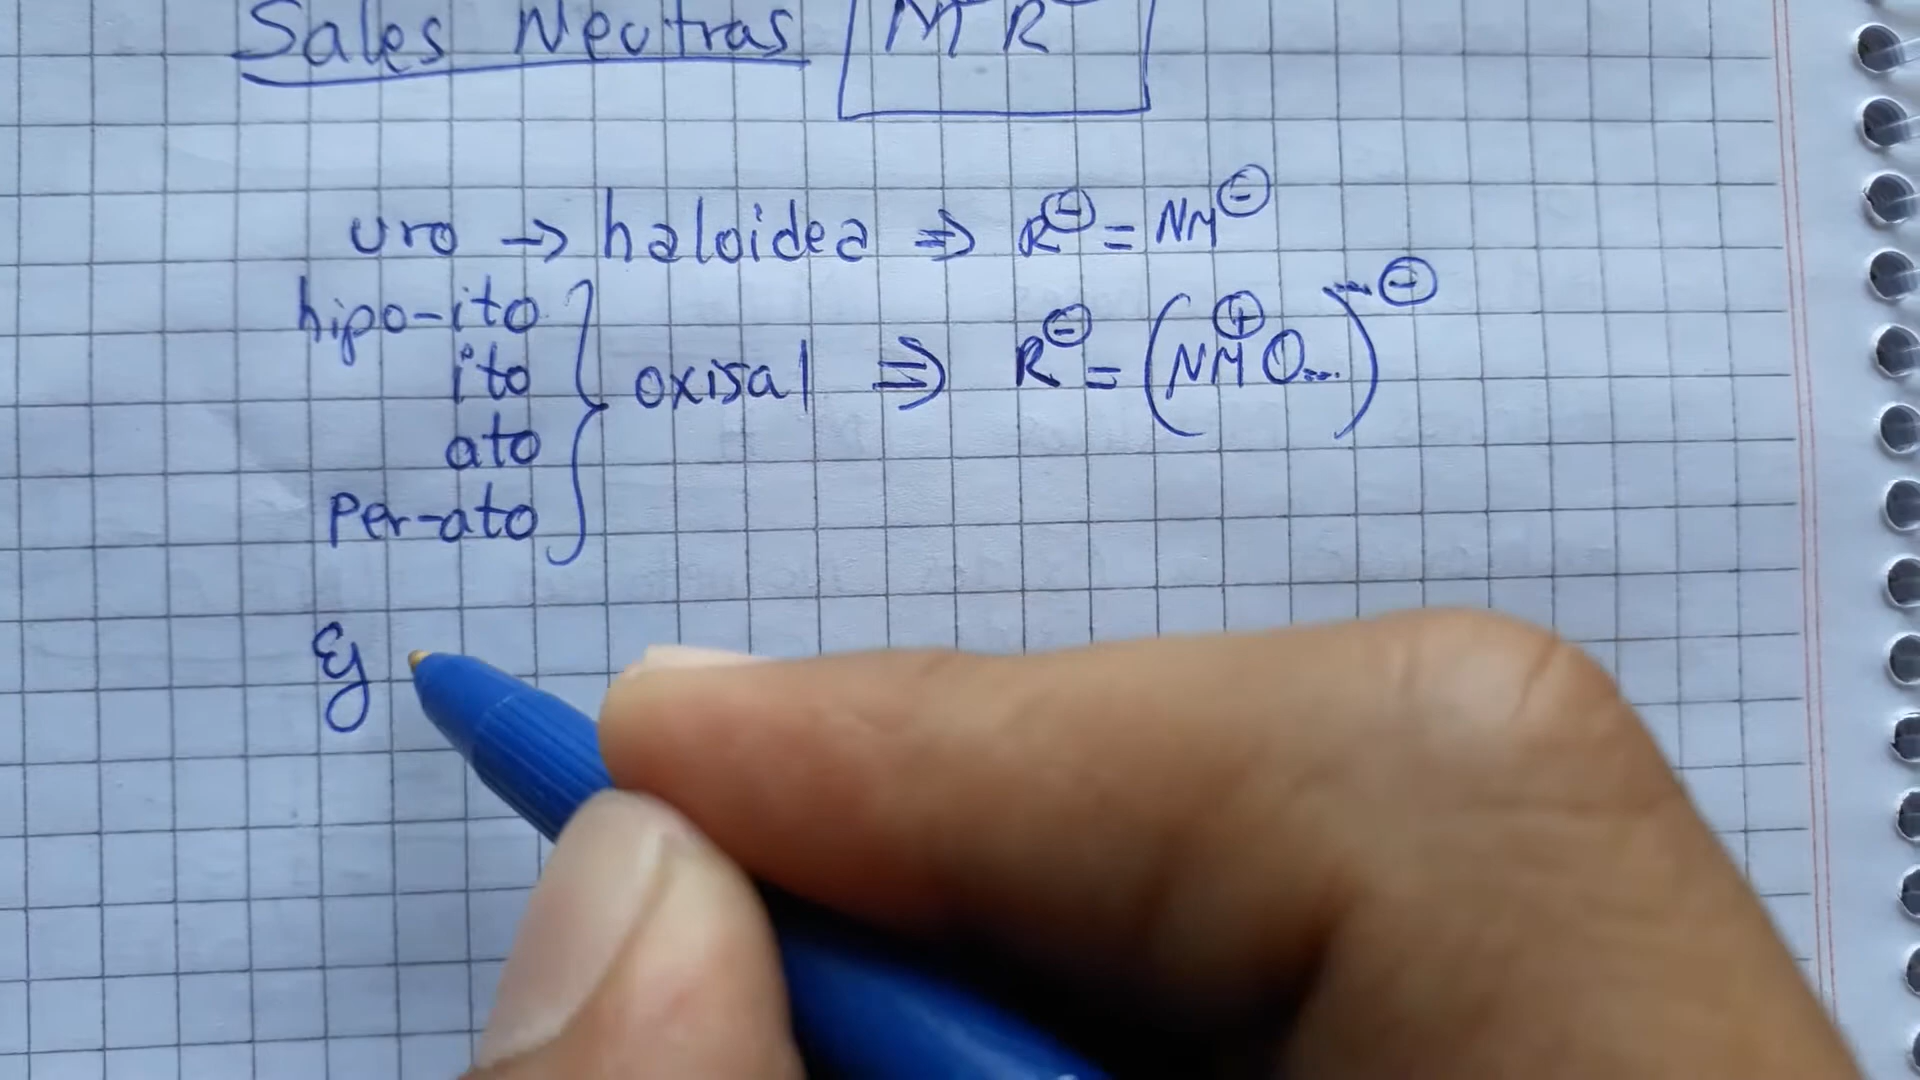 Sales Neutras M⁺ R⁻
uro → haloidea ⇒ R⊖ = NM⊖
hipo-ito
ito
oxisal ⇒ R⊖ = (NM⊕O...)...⊖
ato
Per-ato
Ej